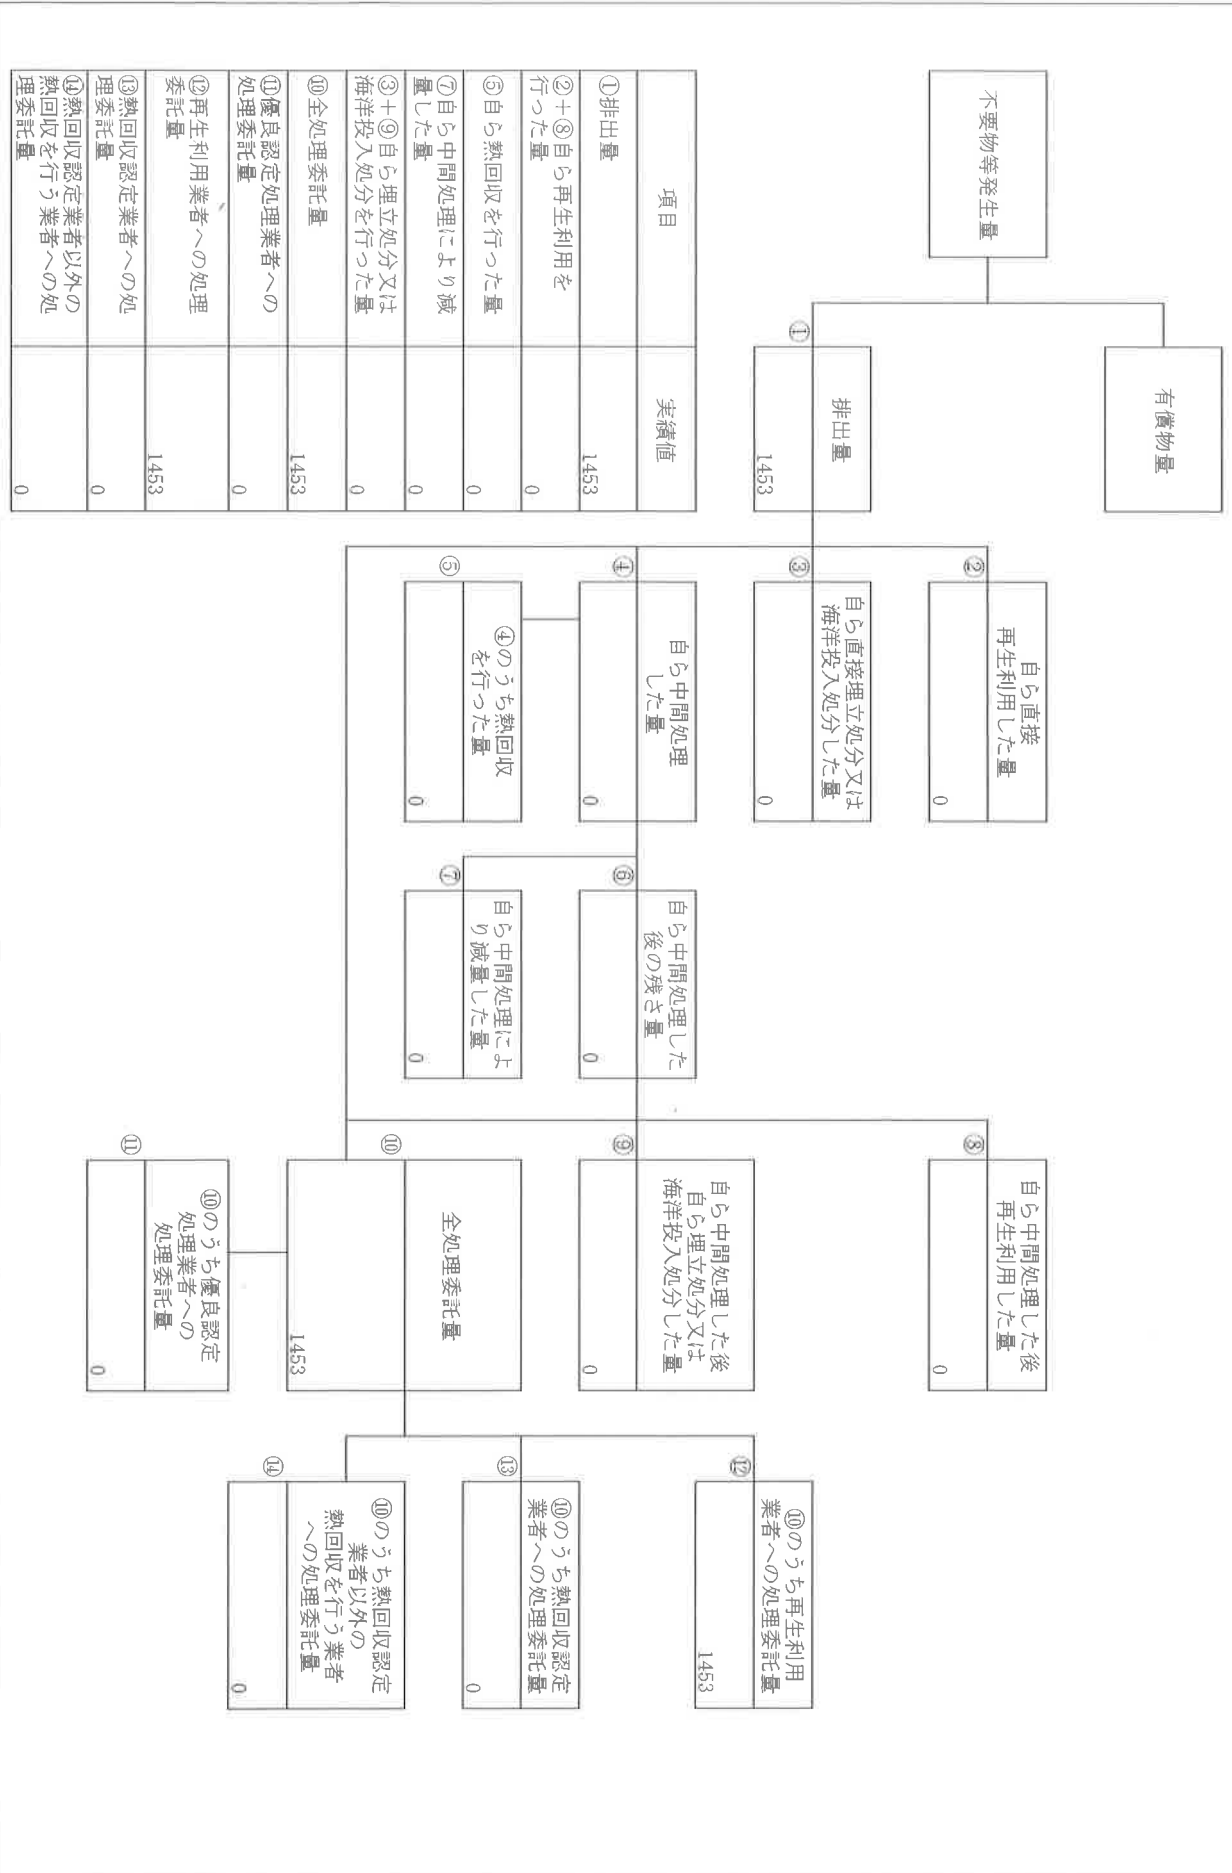 不要物等発生量
有償物量
①
排出量
1453
②
自ら直接
再生利用した量
0
③
自ら直接埋立処分又は
海洋投入処分した量
0
④
自ら中間処理
した量
0
⑤
④のうち熱回収
を行った量
0
⑥
自ら中間処理した
後の残さ量
0
⑦
自ら中間処理によ
り減量した量
0
⑧
自ら中間処理した後
再生利用した量
0
⑨
自ら中間処理した後
自ら埋立処分又は
海洋投入処分した量
0
⑩
全処理委託量
1453
⑪
⑩のうち優良認定
処理業者への
処理委託量
0
⑫
⑩のうち再生利用
業者への処理委託量
1453
⑬
⑩のうち熱回収認定
業者への処理委託量
0
⑭
⑩のうち熱回収認定
業者以外の
熱回収を行う業者
への処理委託量
0
項目
実績値
①排出量
1453
②+⑧自ら再生利用を
行った量
0
⑤自ら熱回収を行った量
0
⑦自ら中間処理により減
量した量
0
③+⑨自ら埋立処分又は
海洋投入処分を行った量
0
⑩全処理委託量
1453
⑪優良認定処理業者への
処理委託量
0
⑫再生利用業者への処理
委託量
1453
⑬熱回収認定業者への処
理委託量
0
⑭熱回収認定業者以外の
熱回収を行う業者への処
理委託量
0